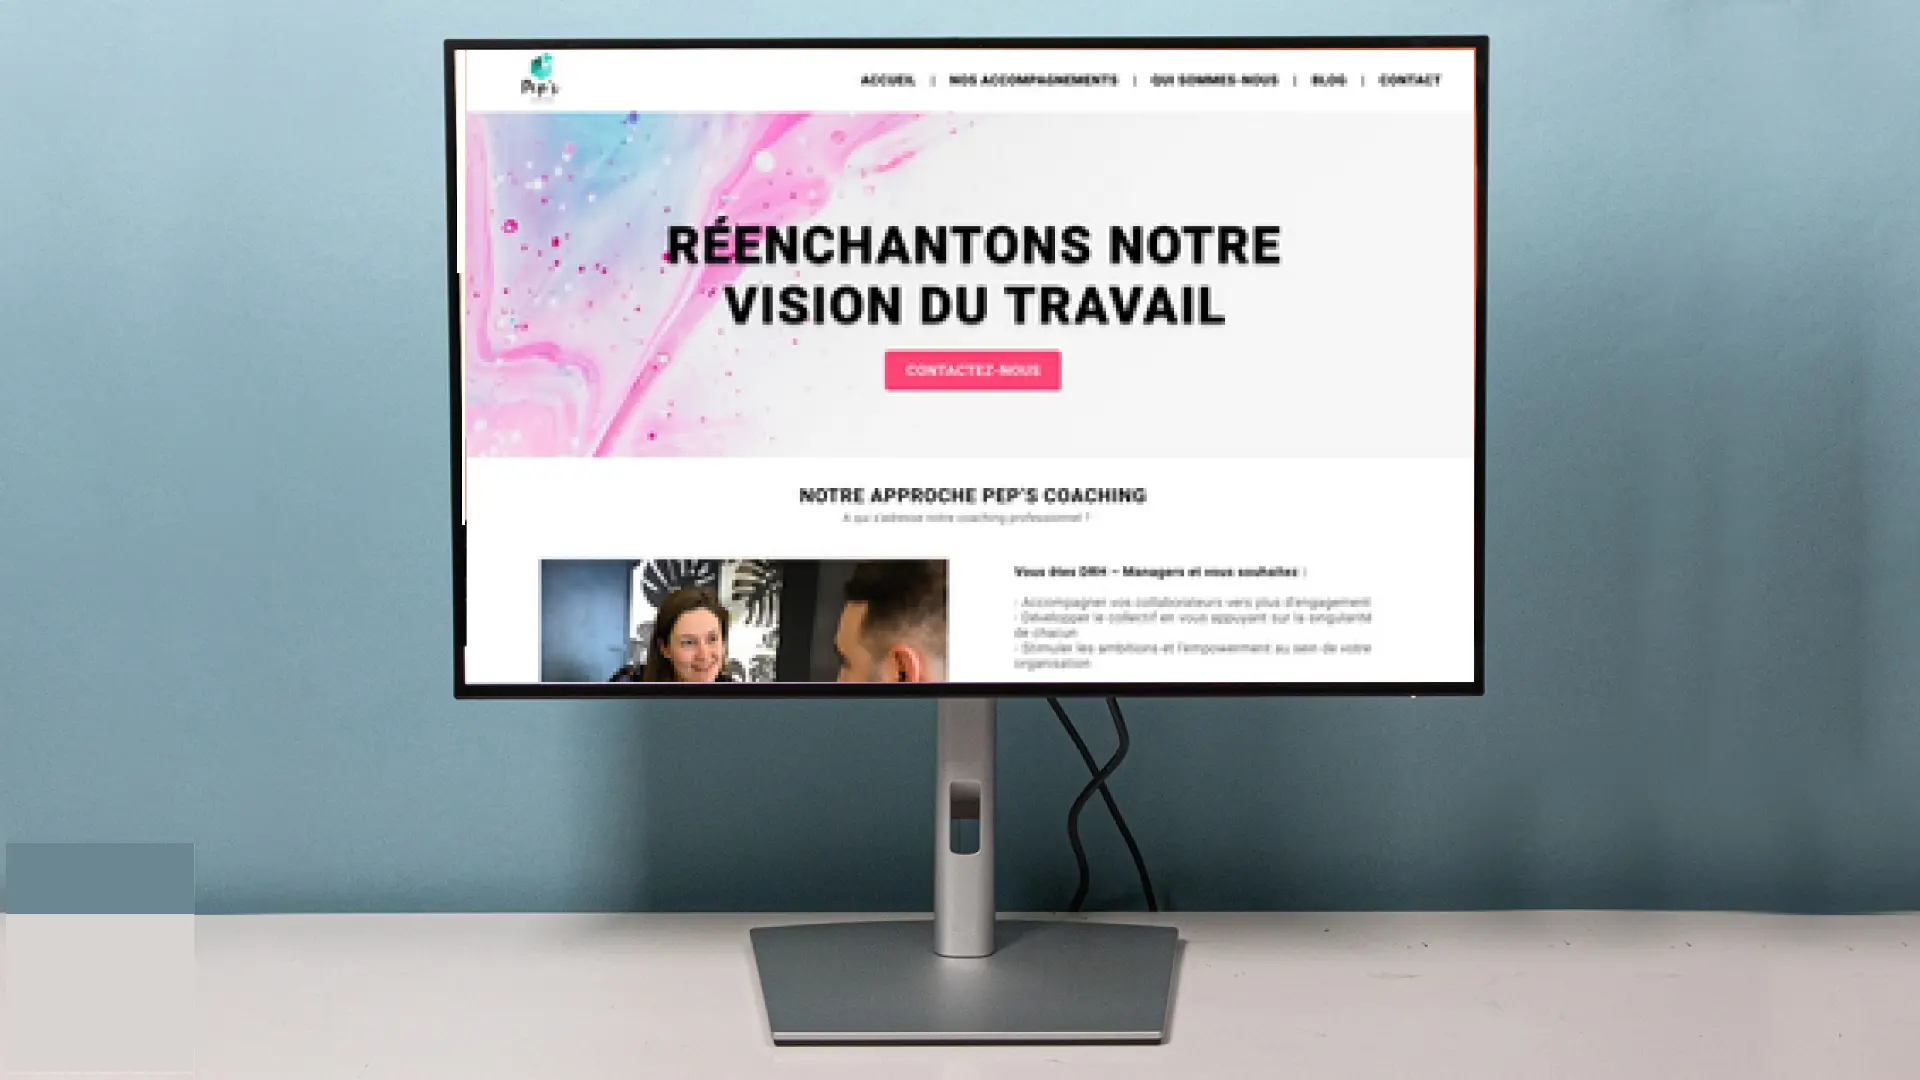 Pep's
ACCUEIL | NOS ACCOMPAGNEMENTS | QUI SOMMES-NOUS | BLOG | CONTACT
RÉENCHANTONS NOTRE
VISION DU TRAVAIL
CONTACTEZ-NOUS
NOTRE APPROCHE PEP'S COACHING
A qui s'adresse notre coaching professionnel ?
Vous êtes DRH – Managers et vous souhaitez :
- Accompagner vos collaborateurs vers plus d'engagement
- Développer le collectif en vous appuyant sur la singularité
de chacun
- Stimuler les ambitions et l'empowerment au sein de votre
organisation